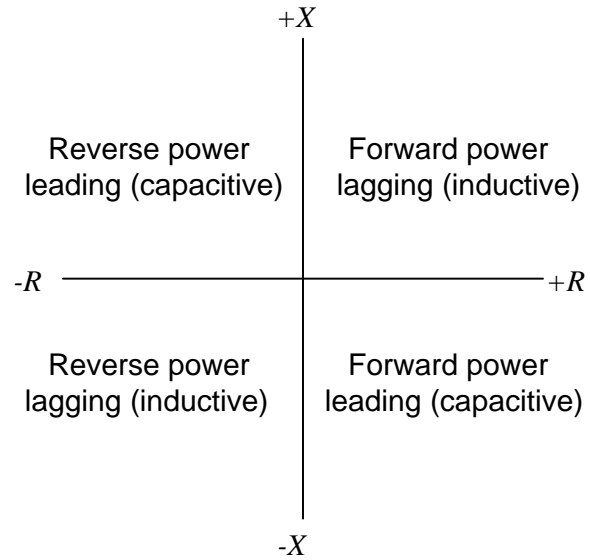 +X
Reverse power
leading (capacitive)
Forward power
lagging (inductive)
-R
+R
Reverse power
lagging (inductive)
Forward power
leading (capacitive)
-X